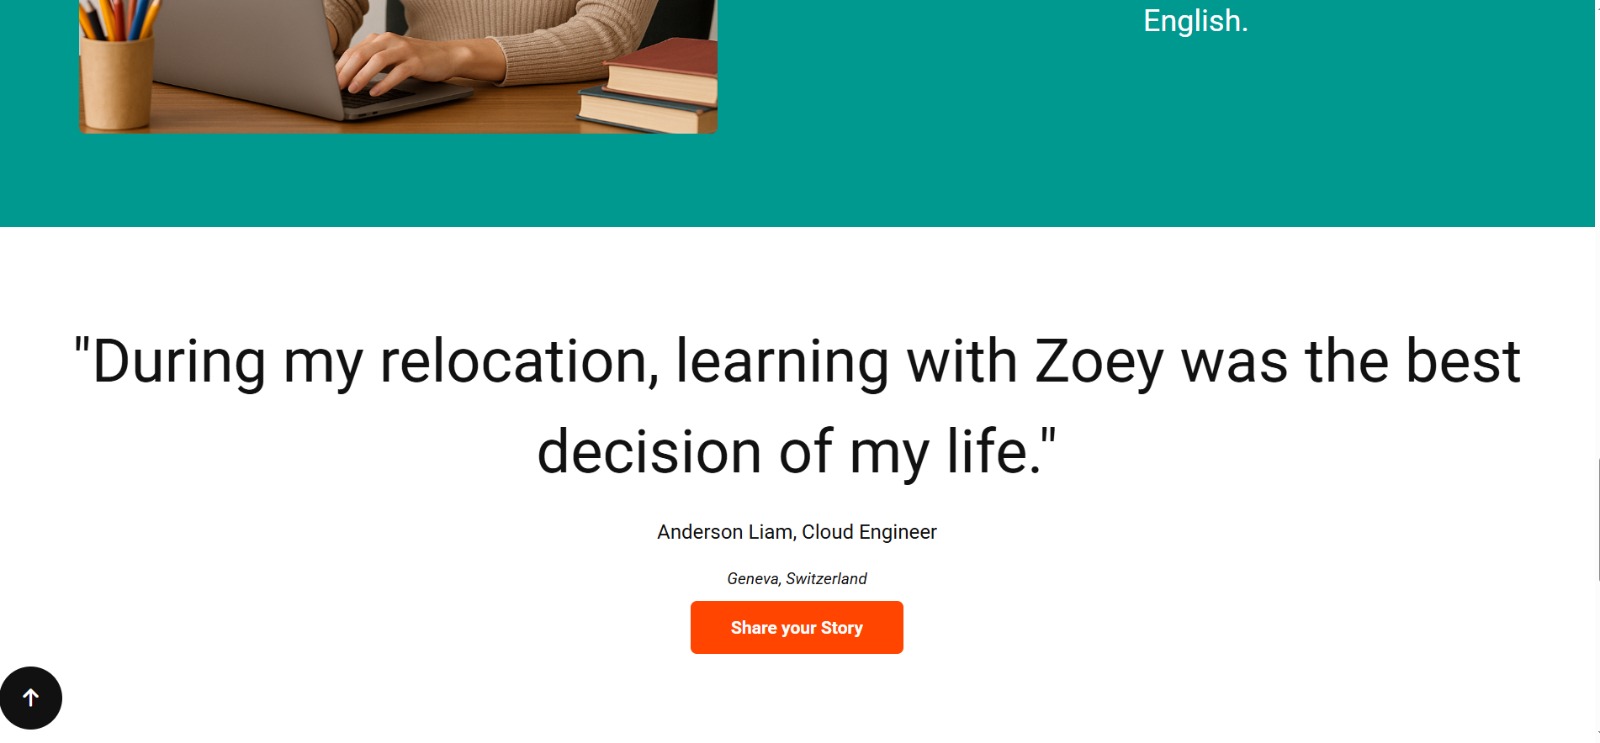 English.
"During my relocation, learning with Zoey was the best
decision of my life."
Anderson Liam, Cloud Engineer
Geneva, Switzerland
Share your Story